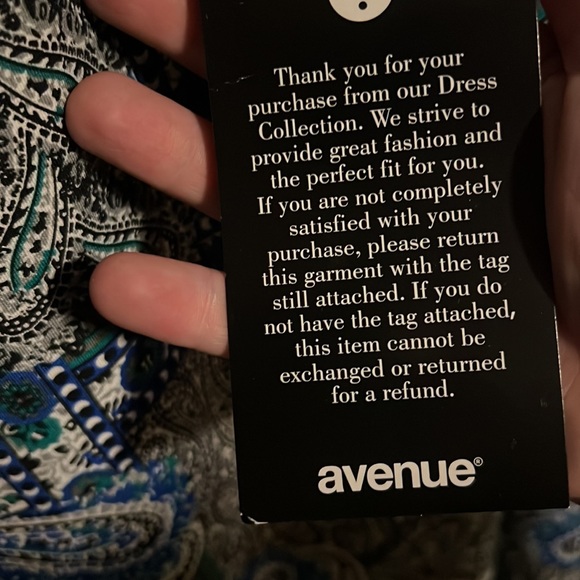 Thank you for your
purchase from our Dress
Collection. We strive to
provide great fashion and
the perfect fit for you.
If you are not completely
satisfied with your
purchase, please return
this garment with the tag
still attached. If you do
not have the tag attached,
this item cannot be
exchanged or returned
for a refund.
avenue®